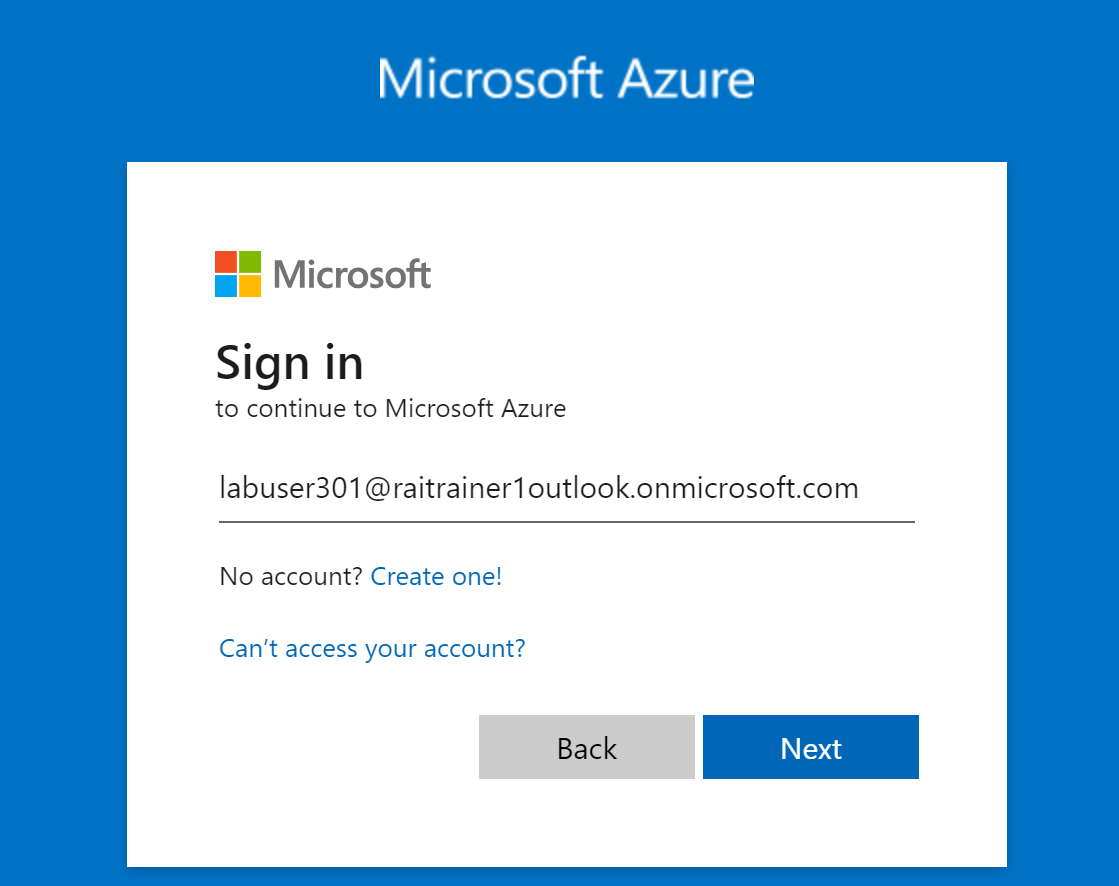 Microsoft Azure
Microsoft
Sign in
to continue to Microsoft Azure
labuser301@raitrainer1outlook.onmicrosoft.com
No account? Create one!
Can’t access your account?
Back Next